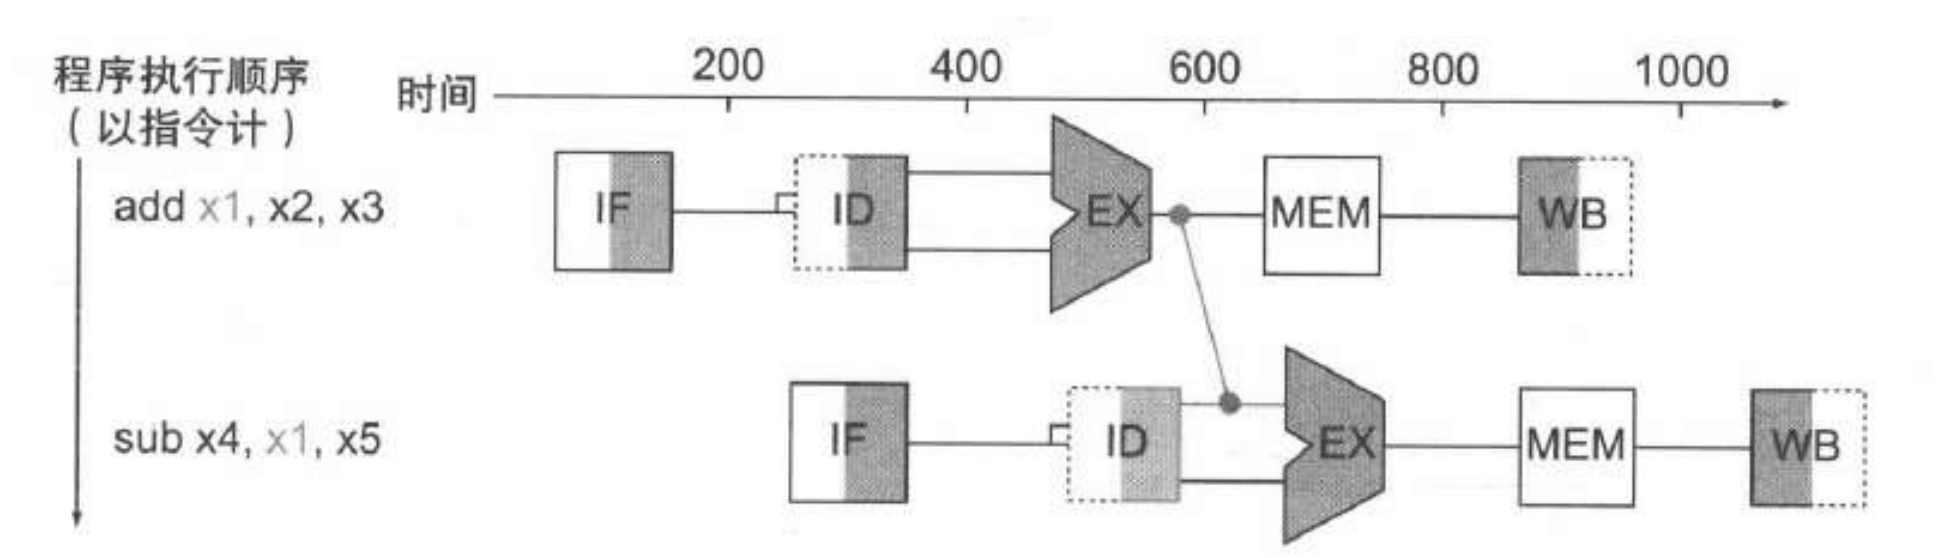 程序执行顺序
（以指令计）
时间
200 400 600 800 1000
add x1, x2, x3
IF ID EX MEM WB
sub x4, x1, x5
IF ID EX MEM WB